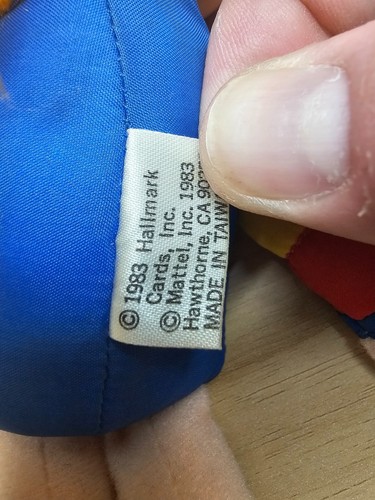 © 1983 Hallmark
Cards, Inc.
© Mattel, Inc. 1983
Hawthorne, CA
MADE IN